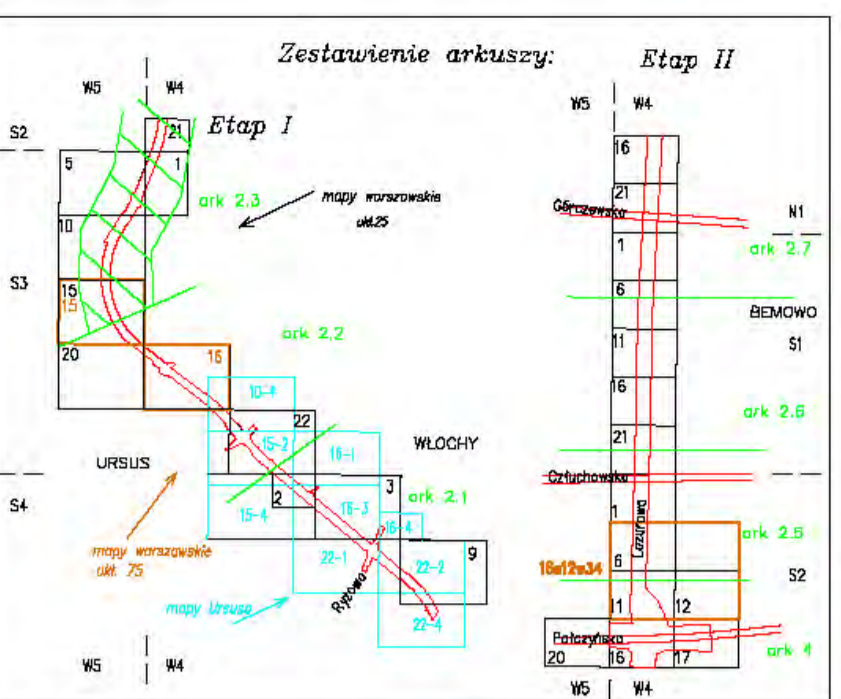 Zestawienie arkuszy:
Etap I
Etap II
W5 W4
W5 W4
S2
21
5
1
ark 2.3
mapy warszawskie
ukł.25
10
S3
15
15
ark 2.2
20
16
10-4
22
15-2
16-1
WŁOCHY
URSUS
3
S4
2
16-3
ark 2.1
15-4
16-4
mapy warszawskie
ukł. 75
22-1
22-2
9
mapy Ursusa
Ryżowa
22-4
W5 W4
16
21
Górczewska
N1
1
ark 2.7
6
BEMOWO
11
S1
16
ark 2.6
21
Człuchowska
1
ark 2.5
6
S2
11
12
Połczyńska
ark 4
20
16
17
W5 W4